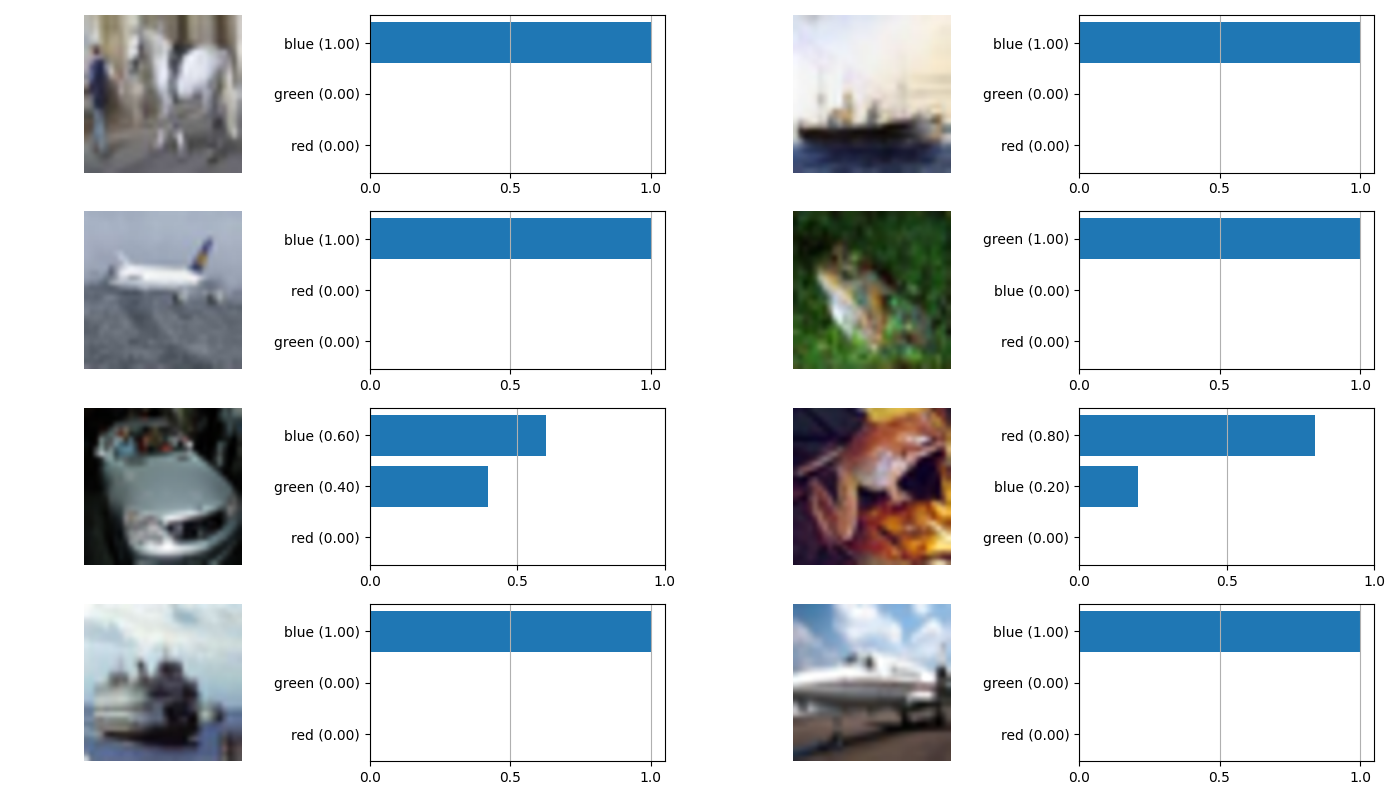 blue (1.00)
green (0.00)
red (0.00)
0.0 0.5 1.0
blue (1.00)
green (0.00)
red (0.00)
0.0 0.5 1.0
blue (1.00)
red (0.00)
green (0.00)
0.0 0.5 1.0
green (1.00)
blue (0.00)
red (0.00)
0.0 0.5 1.0
blue (0.60)
green (0.40)
red (0.00)
0.0 0.5 1.0
red (0.80)
blue (0.20)
green (0.00)
0.0 0.5 1.0
blue (1.00)
green (0.00)
red (0.00)
0.0 0.5 1.0
blue (1.00)
green (0.00)
red (0.00)
0.0 0.5 1.0